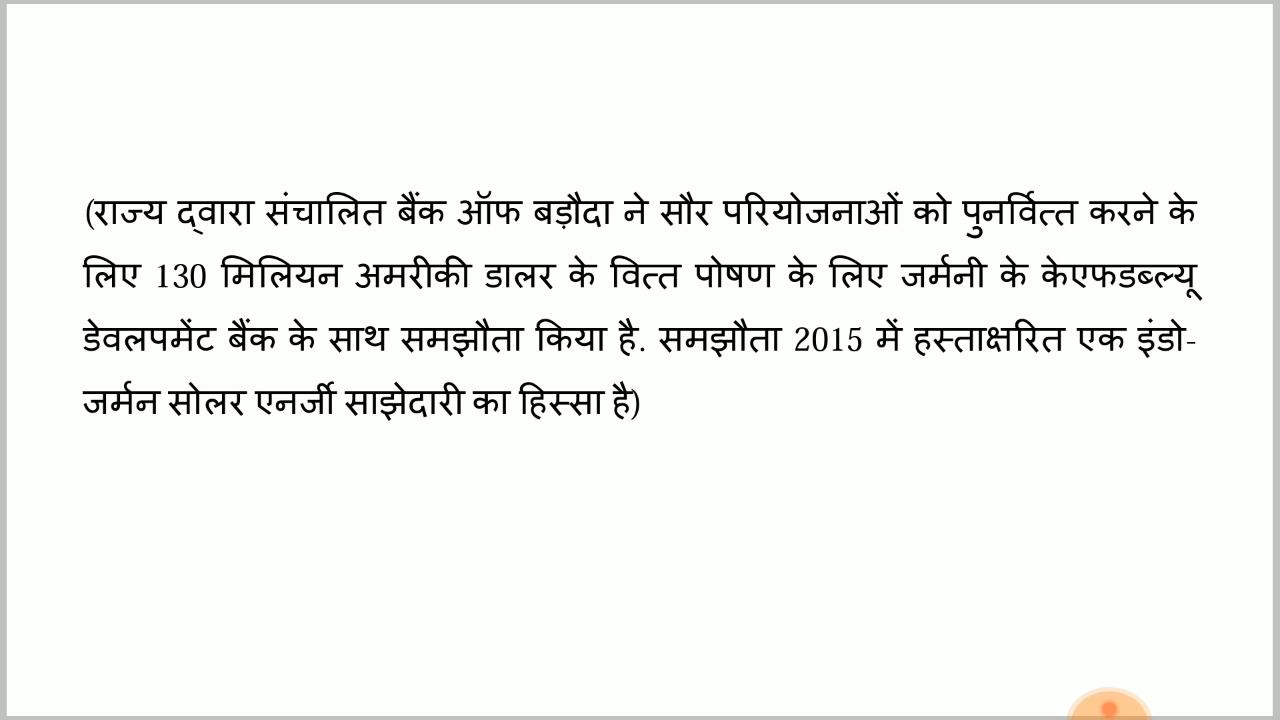 (राज्य द्वारा संचालित बैंक ऑफ बड़ौदा ने सौर परियोजनाओं को पुनर्वित्त करने के
लिए 130 मिलियन अमरीकी डालर के वित्त पोषण के लिए जर्मनी के केएफडब्ल्यू
डेवलपमेंट बैंक के साथ समझौता किया है. समझौता 2015 में हस्ताक्षरित एक इंडो-
जर्मन सोलर एनर्जी साझेदारी का हिस्सा है)